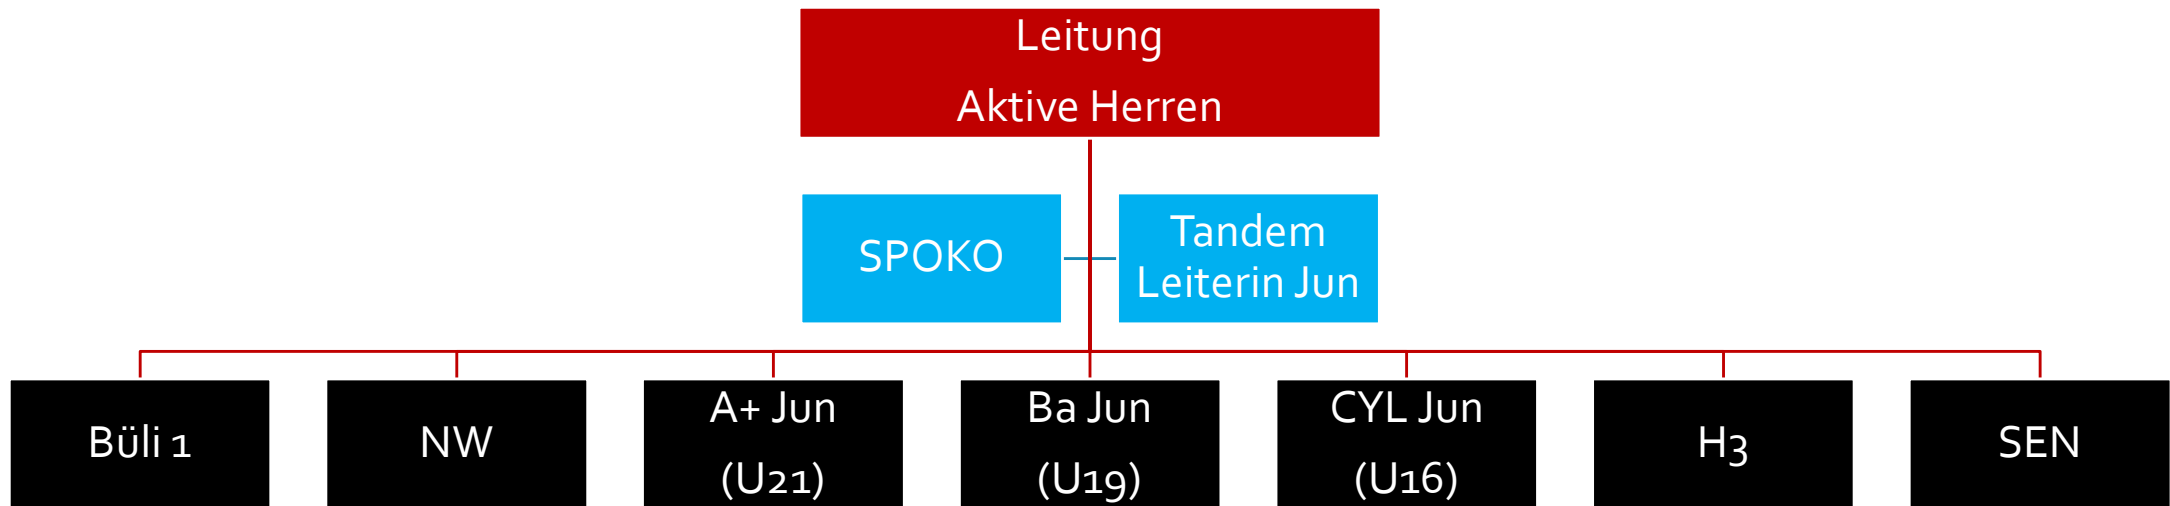 Leitung
Aktive Herren
SPOKO
Tandem
Leiterin Jun
Büli 1
NW
A+ Jun
(U21)
Ba Jun
(U19)
CYL Jun
(U16)
H3
SEN